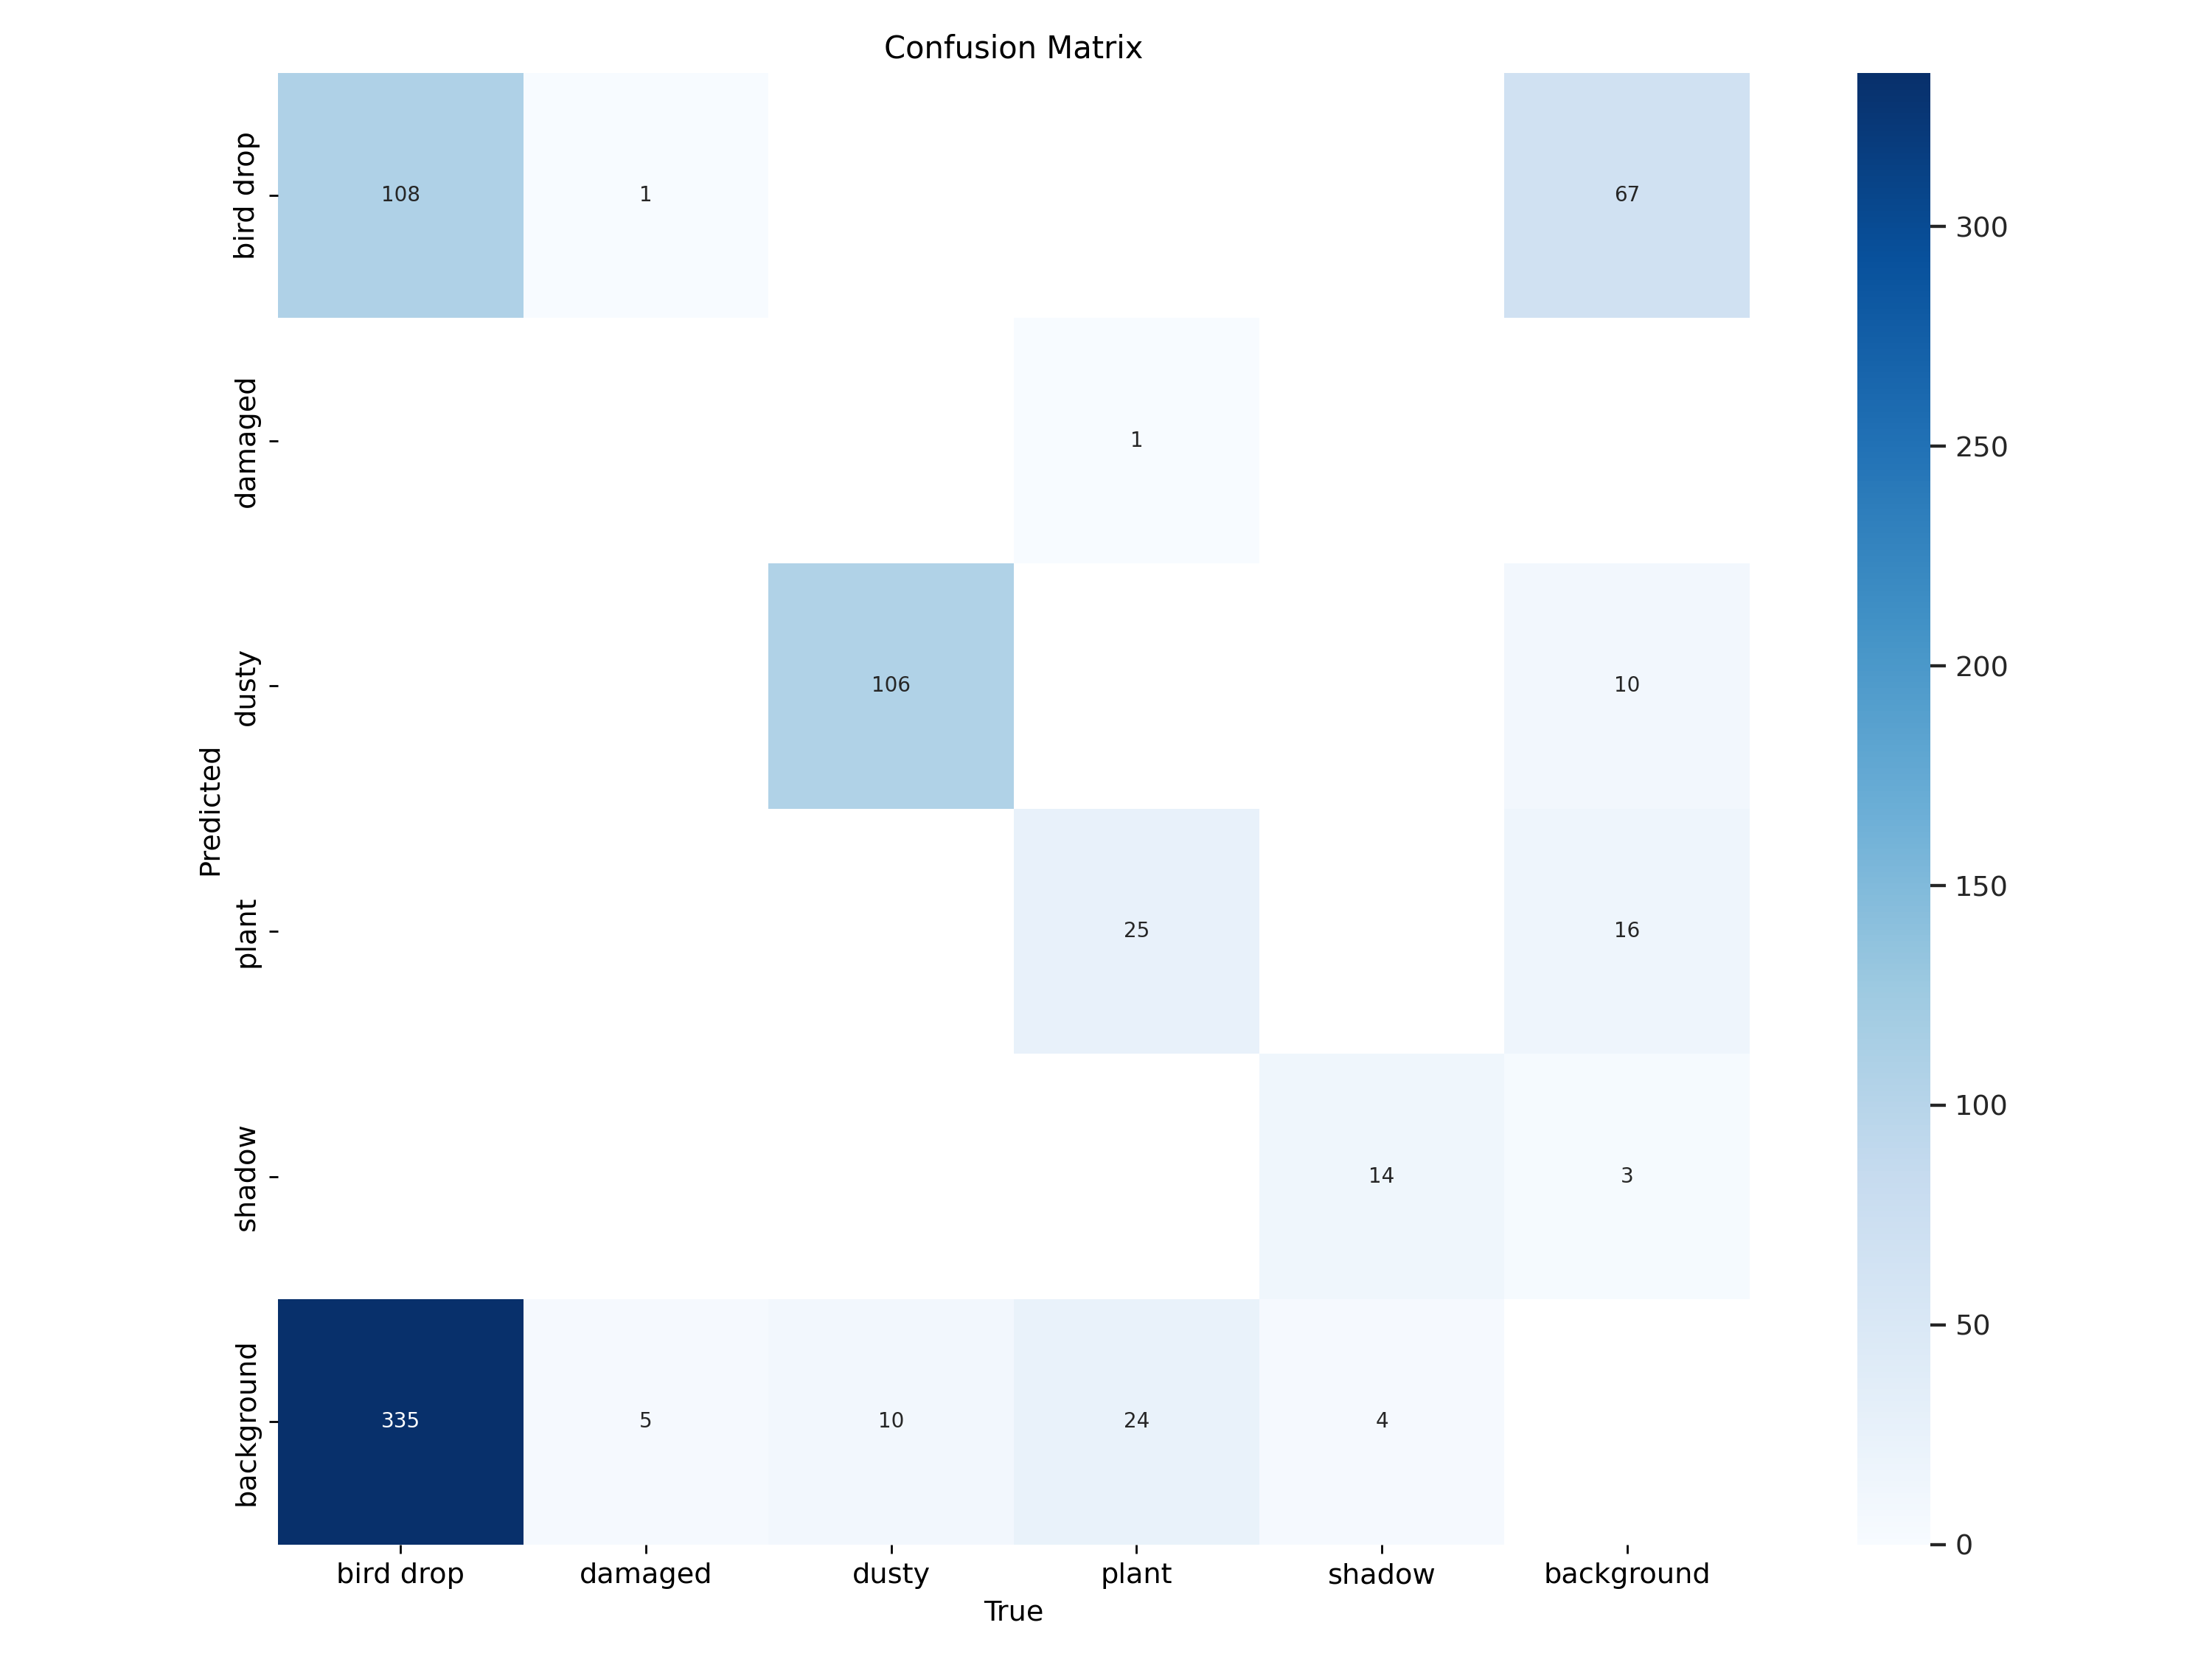 Confusion Matrix
bird drop
108
1
67
300
damaged
1
250
dusty
106
10
200
Predicted
plant
25
16
150
shadow
14
3
100
background
335
5
10
24
4
50
0
bird drop
damaged
dusty
plant
shadow
background
True